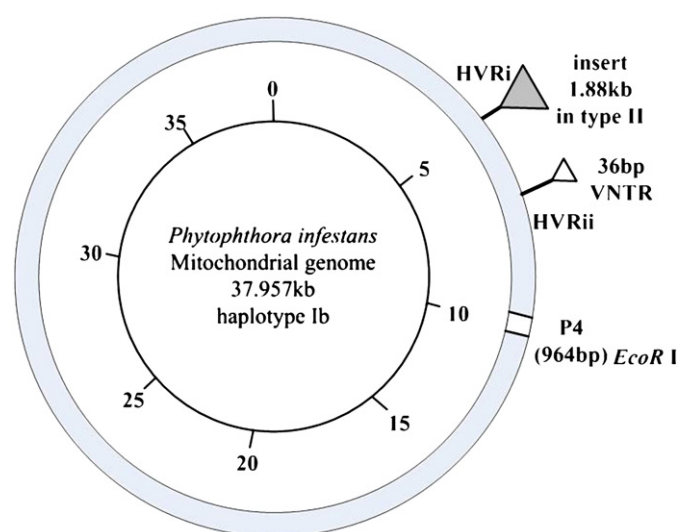 HVRi
insert
1.88kb
in type II
36bp
VNTR
HVRii
P4
(964bp) EcoR I
0
5
10
15
20
25
30
35
Phytophthora infestans
Mitochondrial genome
37.957kb
haplotype Ib